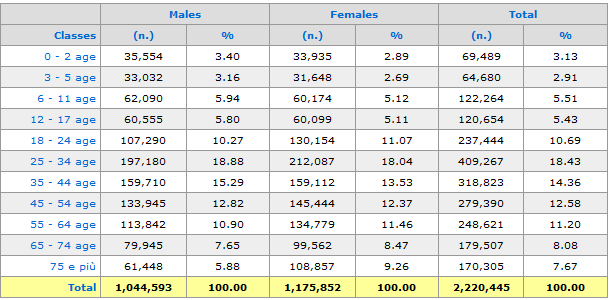 Males Females Total
Classes (n.) % (n.) % (n.) %
0 - 2 age 35,554 3.40 33,935 2.89 69,489 3.13
3 - 5 age 33,032 3.16 31,648 2.69 64,680 2.91
6 - 11 age 62,090 5.94 60,174 5.12 122,264 5.51
12 - 17 age 60,555 5.80 60,099 5.11 120,654 5.43
18 - 24 age 107,290 10.27 130,154 11.07 237,444 10.69
25 - 34 age 197,180 18.88 212,087 18.04 409,267 18.43
35 - 44 age 159,710 15.29 159,112 13.53 318,823 14.36
45 - 54 age 133,945 12.82 145,444 12.37 279,390 12.58
55 - 64 age 113,842 10.90 134,779 11.46 248,621 11.20
65 - 74 age 79,945 7.65 99,562 8.47 179,507 8.08
75 e più 61,448 5.88 108,857 9.26 170,305 7.67
Total 1,044,593 100.00 1,175,852 100.00 2,220,445 100.00